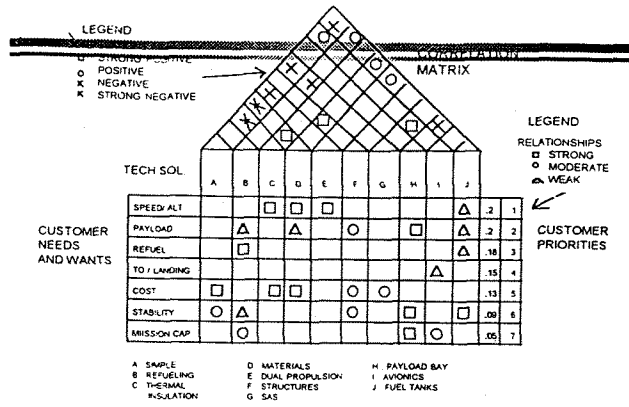 LEGEND
STRONG POSITIVE
POSITIVE
NEGATIVE
STRONG NEGATIVE
CORRELATION
MATRIX
LEGEND
RELATIONSHIPS
STRONG
MODERATE
WEAK
TECH SOL.
A B C D E F G H I J
CUSTOMER
NEEDS
AND WANTS
SPEED/ ALT .2 1
PAYLOAD .2 2
REFUEL .18 3
TO / LANDING .15 4
COST .13 5
STABILITY .09 6
MIISSION CAP .05 7
CUSTOMER
PRIORITIES
A SIMPLE
B REFUELING
C THERMAL
INSULATION
D MATERIALS
E DUAL PROPULSION
F STRUCTURES
G SAS
H PAYLOAD BAY
I AVIONICS
J FUEL TANKS